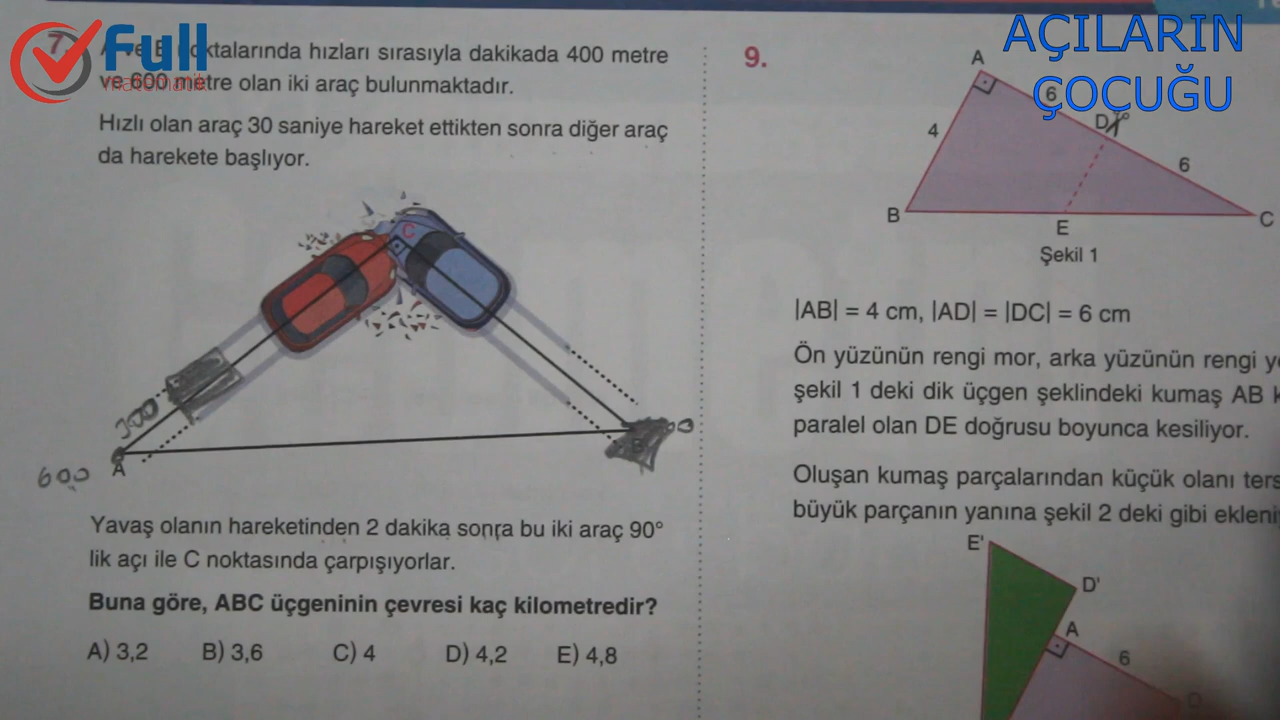 7.
Full
matematik
AÇILARIN
ÇOCUĞU
A ve B noktalarında hızları sırasıyla dakikada 400 metre
ve 600 metre olan iki araç bulunmaktadır.
Hızlı olan araç 30 saniye hareket ettikten sonra diğer araç
da harekete başlıyor.
C
300
600
A
Yavaş olanın hareketinden 2 dakika sonra bu iki araç 90°
lik açı ile C noktasında çarpışıyorlar.
Buna göre, ABC üçgeninin çevresi kaç kilometredir?
A) 3,2 B) 3,6 C) 4 D) 4,2 E) 4,8
9.
A
6
D
4
6
B
E
C
Şekil 1
|AB| = 4 cm, |AD| = |DC| = 6 cm
Ön yüzünün rengi mor, arka yüzünün rengi
şekil 1 deki dik üçgen şeklindeki kumaş AB
paralel olan DE doğrusu boyunca kesiliyor.
Oluşan kumaş parçalarından küçük olanı ters
büyük parçanın yanına şekil 2 deki gibi
E'
D'
A
6
D